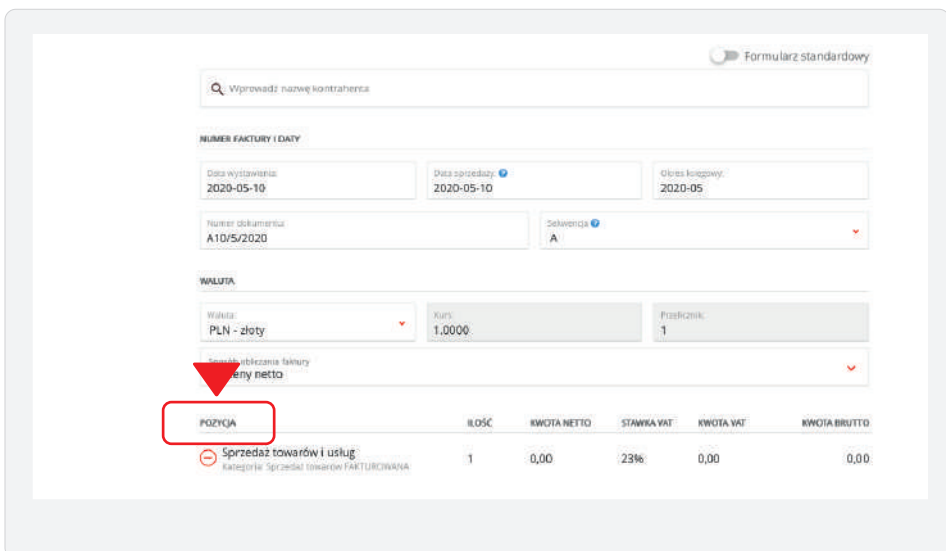 Formularz standardowy
Wprowadź nazwę kontrahenta
NUMER FAKTURY I DATY
Data wystawienia:
2020-05-10
Data sprzedaży:
2020-05-10
Okres księgowy:
2020-05
Numer dokumentu:
A10/5/2020
Sekwencja
A
WALUTA
Waluta:
PLN - złoty
Kurs:
1,0000
Przelicznik:
1
obliczania faktury
eny netto
POZYCJA ILOŚĆ KWOTA NETTO STAWKA VAT KWOTA VAT KWOTA BRUTTO
Sprzedaż towarów i usług 1 0,00 23% 0,00 0,00
Kategoria: Sprzedaż towarów FAKTUROWANA